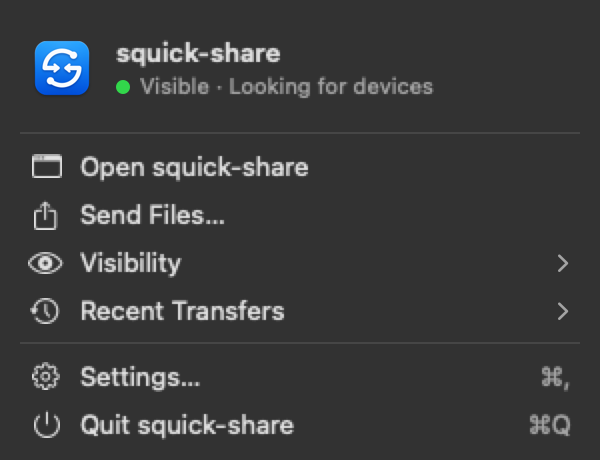 squick-share
Visible · Looking for devices
Open squick-share
Send Files...
Visibility
Recent Transfers
Settings... ⌘,
Quit squick-share ⌘Q